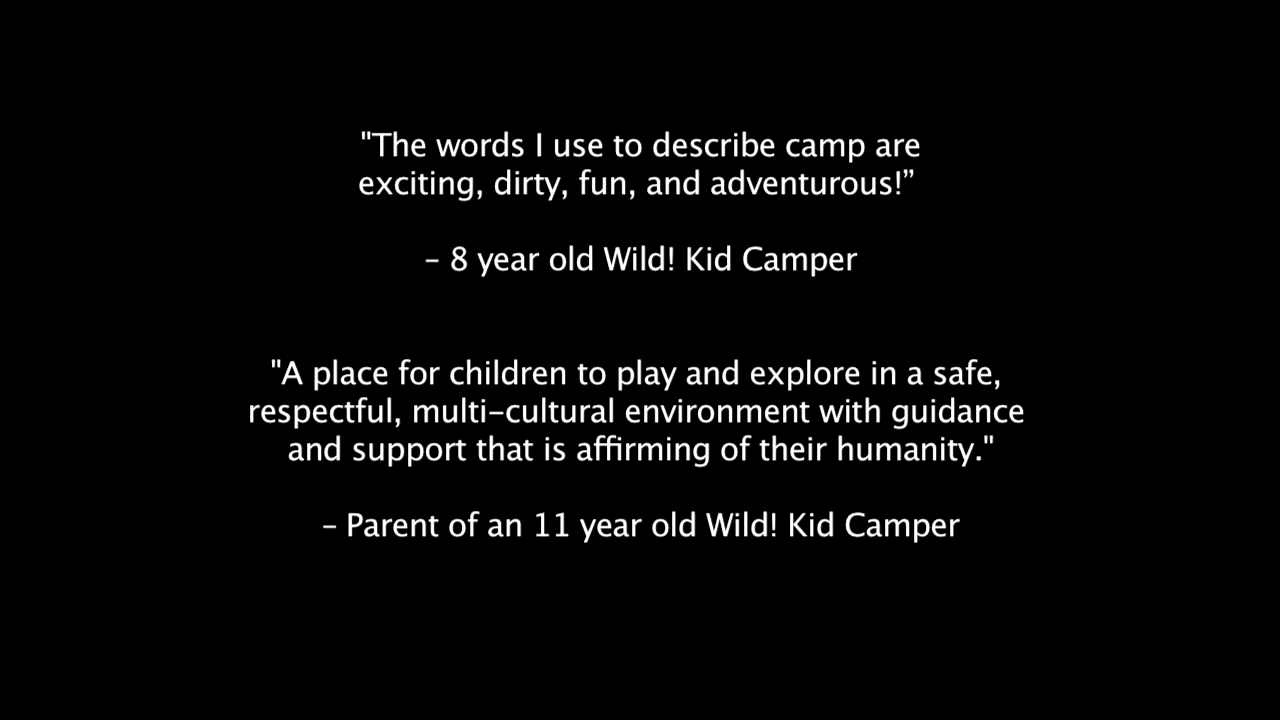 "The words I use to describe camp are
exciting, dirty, fun, and adventurous!”
– 8 year old Wild! Kid Camper
"A place for children to play and explore in a safe,
respectful, multi–cultural environment with guidance
and support that is affirming of their humanity."
– Parent of an 11 year old Wild! Kid Camper